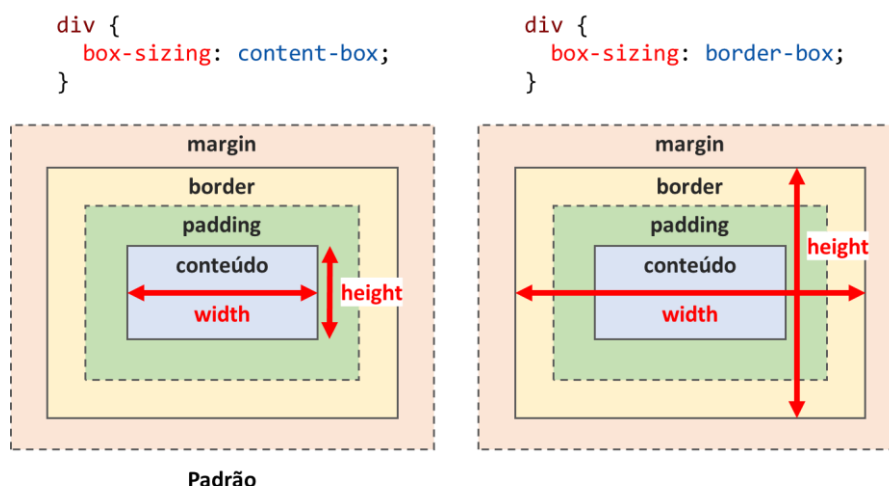 div {
  box-sizing: content-box;
}
margin
border
padding
conteúdo
height
width
Padrão
div {
  box-sizing: border-box;
}
margin
border
padding
conteúdo
height
width